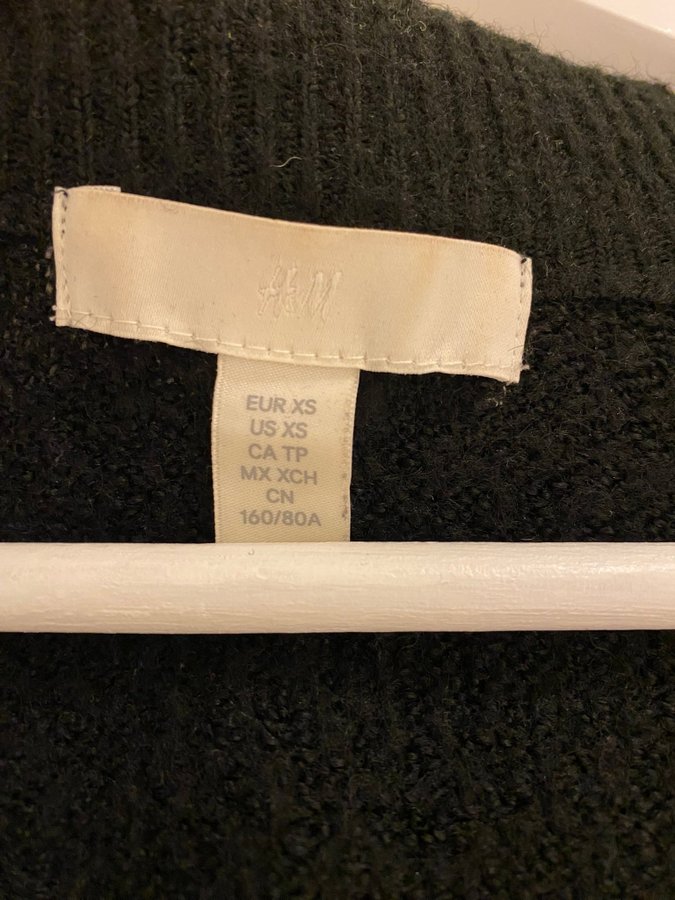 H&M
EUR XS
US XS
CA TP
MX XCH
CN
160/80A